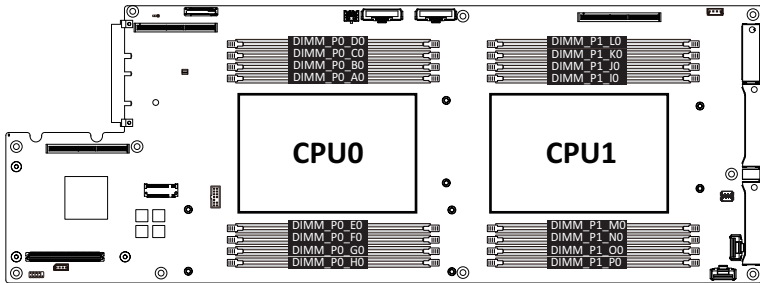 DIMM_P0_D0
DIMM_P0_C0
DIMM_P0_B0
DIMM_P0_A0
DIMM_P1_L0
DIMM_P1_K0
DIMM_P1_J0
DIMM_P1_I0
CPU0
CPU1
DIMM_P0_E0
DIMM_P0_F0
DIMM_P0_G0
DIMM_P0_H0
DIMM_P1_M0
DIMM_P1_N0
DIMM_P1_O0
DIMM_P1_P0